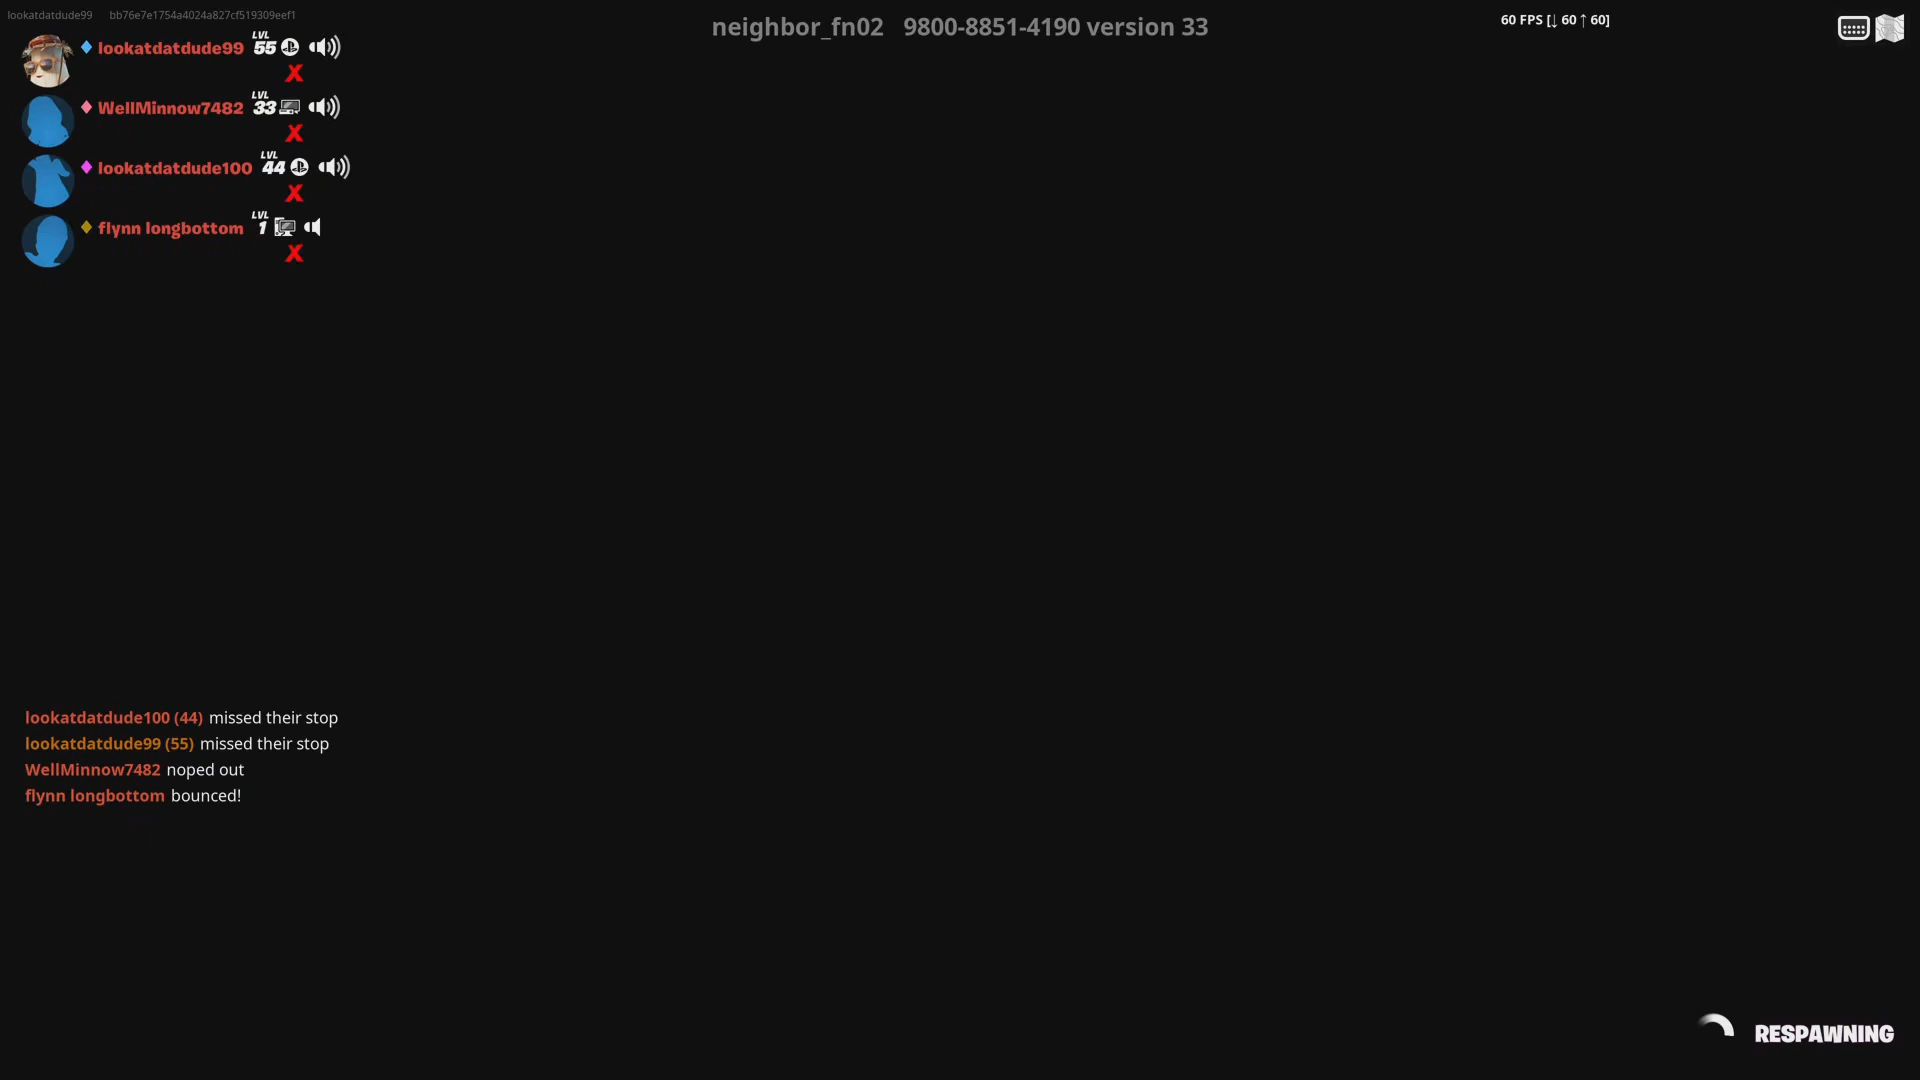 lookatdatdude99 bb76e7e1754a4024a827cf519309eef1
neighbor_fn02 9800-8851-4190 version 33
60 FPS [↓ 60 ↑ 60]
lookatdatdude99 LVL 55
X
WellMinnow7482 LVL 33
X
lookatdatdude100 LVL 44
X
flynn longbottom LVL 1
X
lookatdatdude100 (44) missed their stop
lookatdatdude99 (55) missed their stop
WellMinnow7482 noped out
flynn longbottom bounced!
RESPAWNING